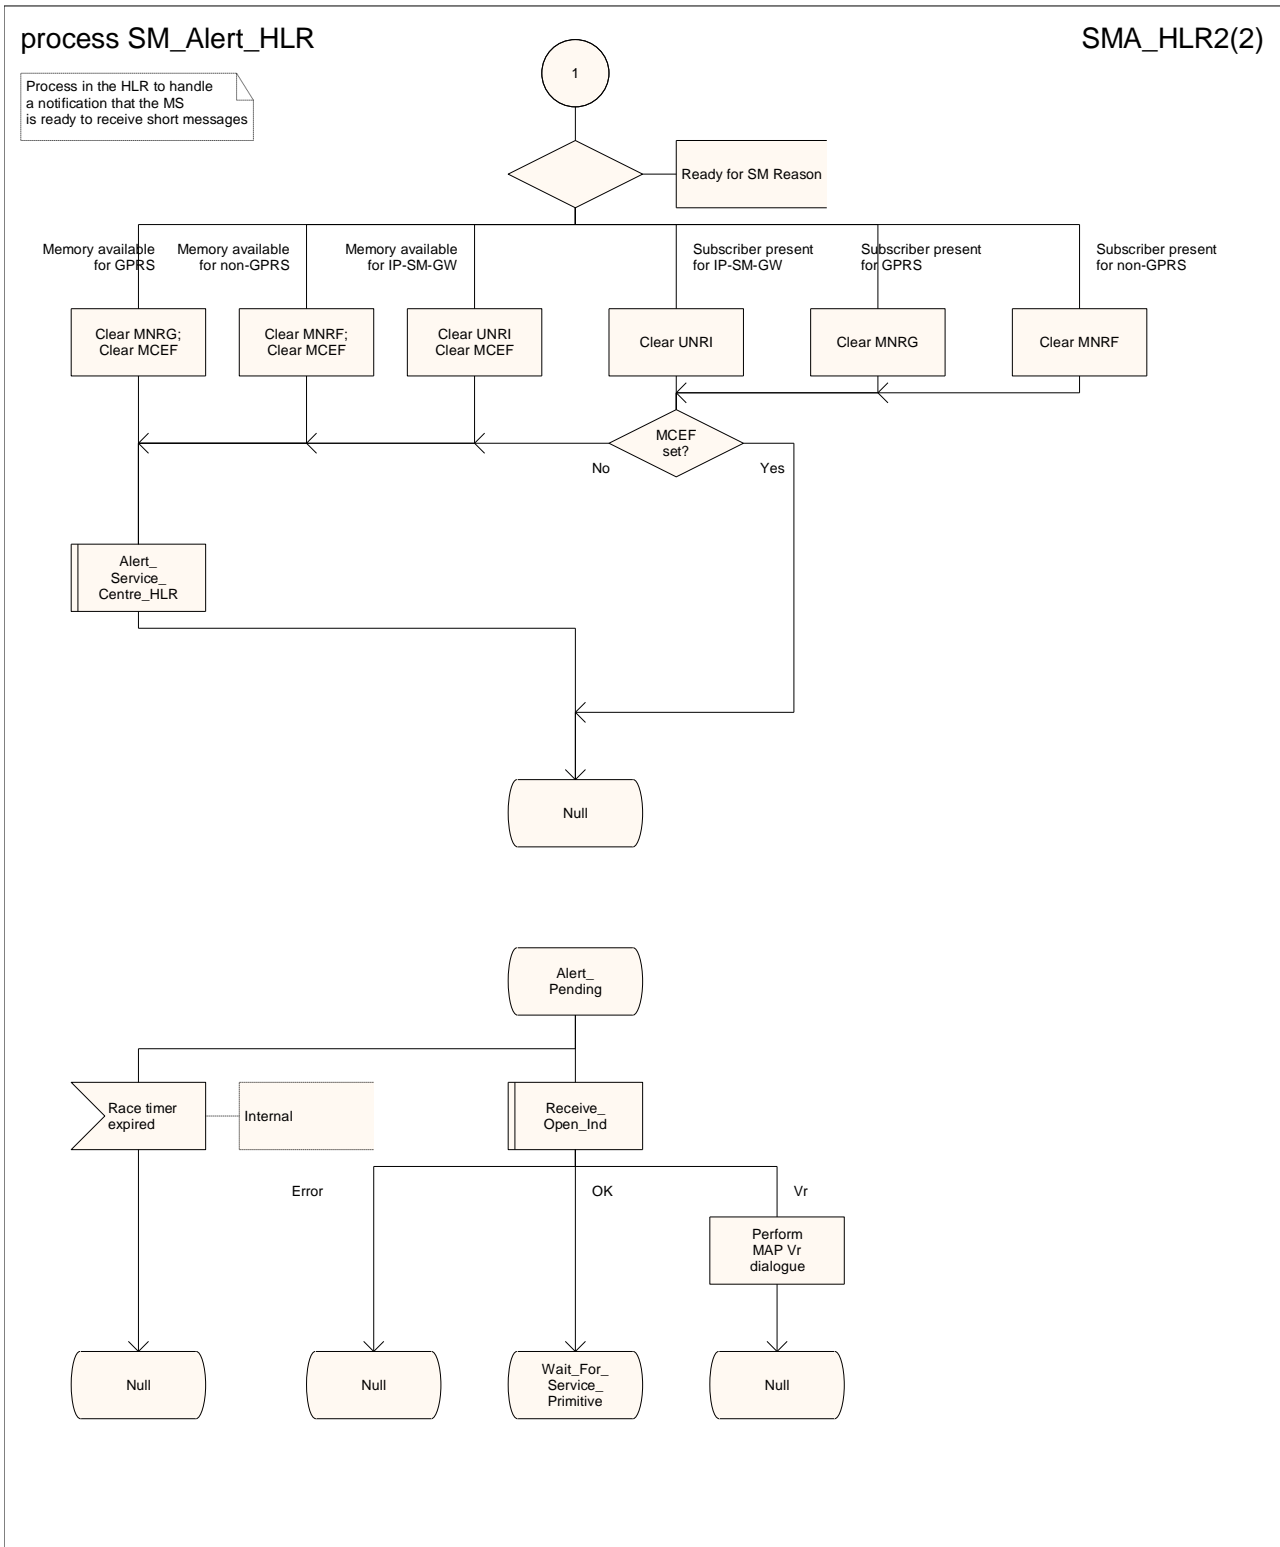 process SM_Alert_HLR
SMA_HLR2(2)
Process in the HLR to handle
a notification that the MS
is ready to receive short messages
1
Ready for SM Reason
Memory available
for GPRS
Memory available
for non-GPRS
Memory available
for IP-SM-GW
Subscriber present
for IP-SM-GW
Subscriber present
for GPRS
Subscriber present
for non-GPRS
Clear MNRG;
Clear MCEF
Clear MNRF;
Clear MCEF
Clear UNRI
Clear MCEF
Clear UNRI
Clear MNRG
Clear MNRF
MCEF
set?
No
Yes
Alert_
Service_
Centre_HLR
Null
Alert_
Pending
Race timer
expired
Internal
Receive_
Open_Ind
Error
OK
Vr
Perform
MAP Vr
dialogue
Null
Null
Wait_For_
Service_
Primitive
Null